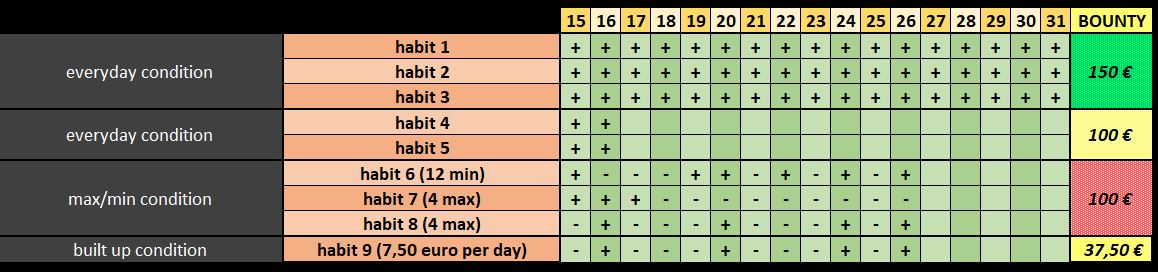 15 16 17 18 19 20 21 22 23 24 25 26 27 28 29 30 31 BOUNTY
habit 1 + + + + + + + + + + + + + + + + +
everyday condition habit 2 + + + + + + + + + + + + + + + + + 150 €
habit 3 + + + + + + + + + + + + + + + + +
everyday condition habit 4 + + 100 €
habit 5 + +
habit 6 (12 min) + - - - + + - + - + - +
max/min condition habit 7 (4 max) + + + - - - - - - - - - 100 €
habit 8 (4 max) - + - - - + - - - + - +
built up condition habit 9 (7,50 euro per day) - + - - - + - - - + - + 37,50 €